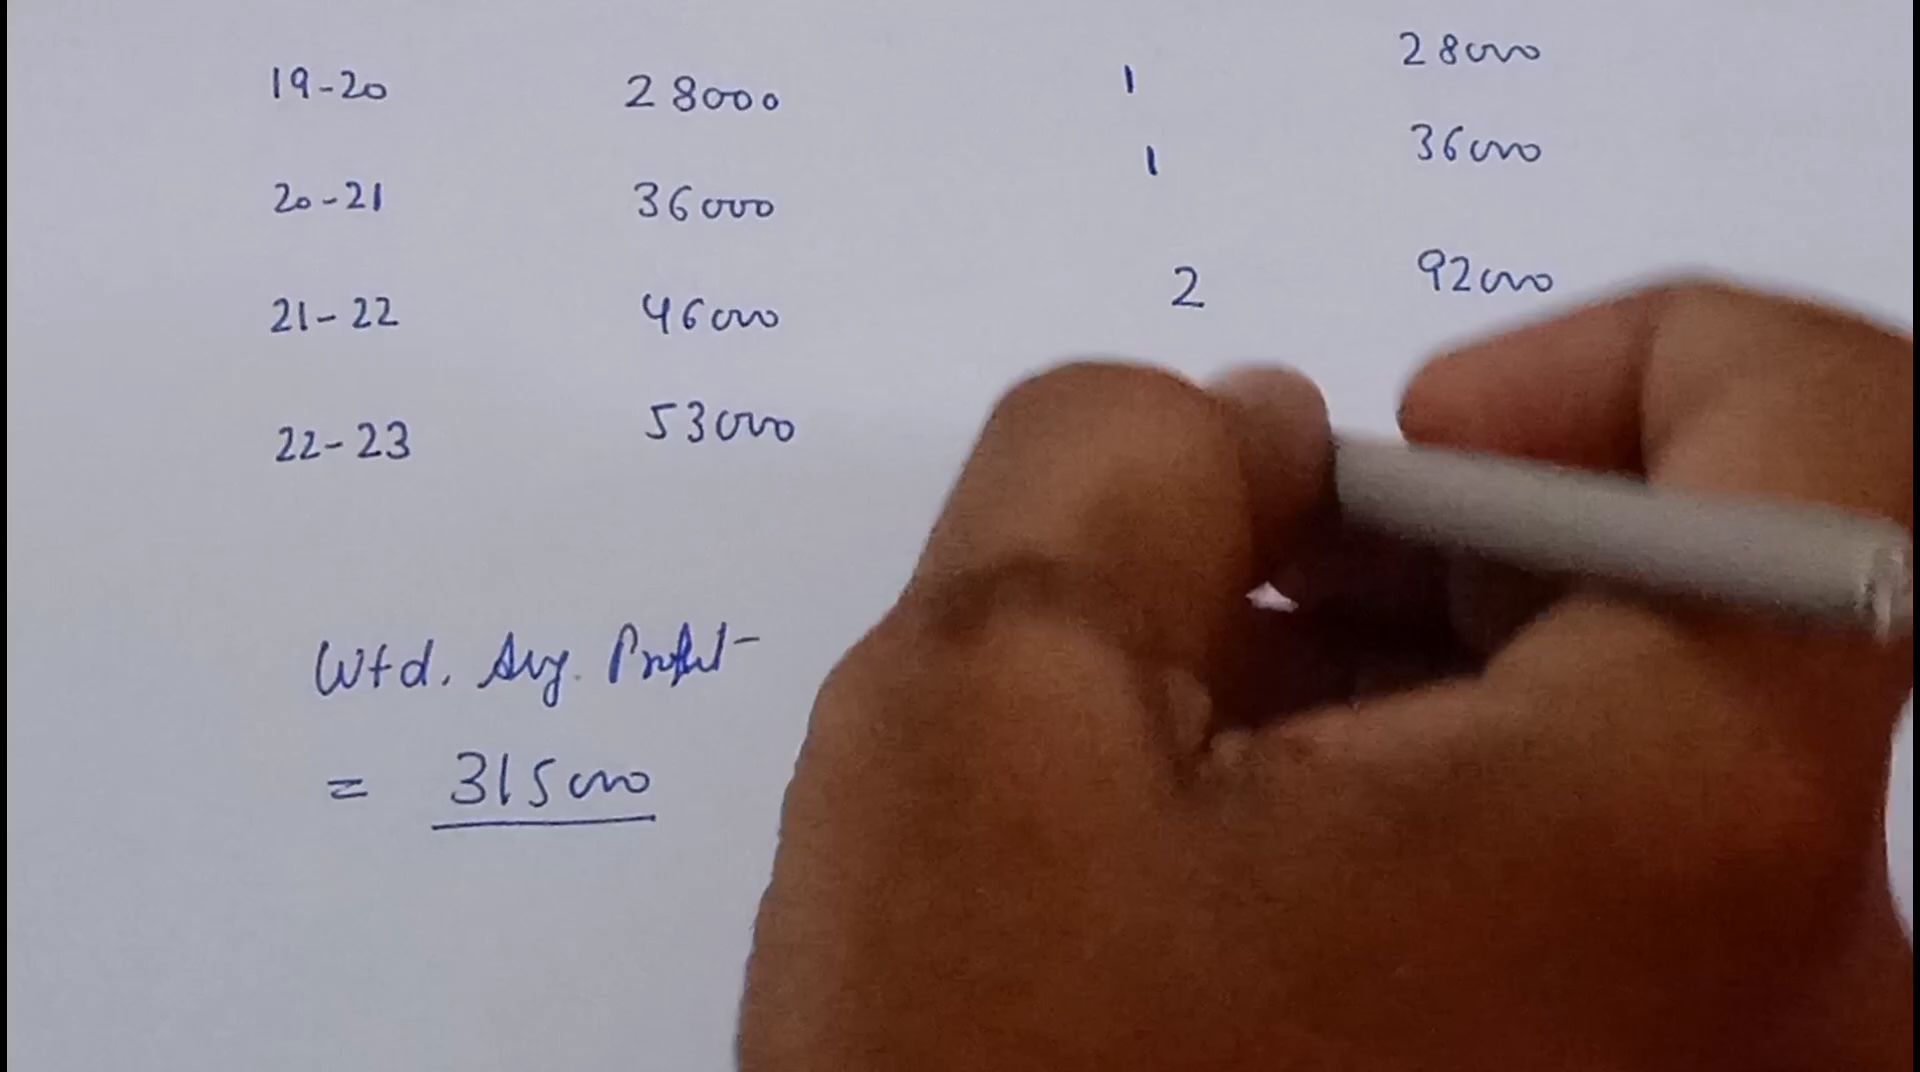 19-20 28000 1 28000
20-21 36000 1 36000
21-22 46000 2 92000
22-23 53000
Wtd. Avg. Profit
= 315000